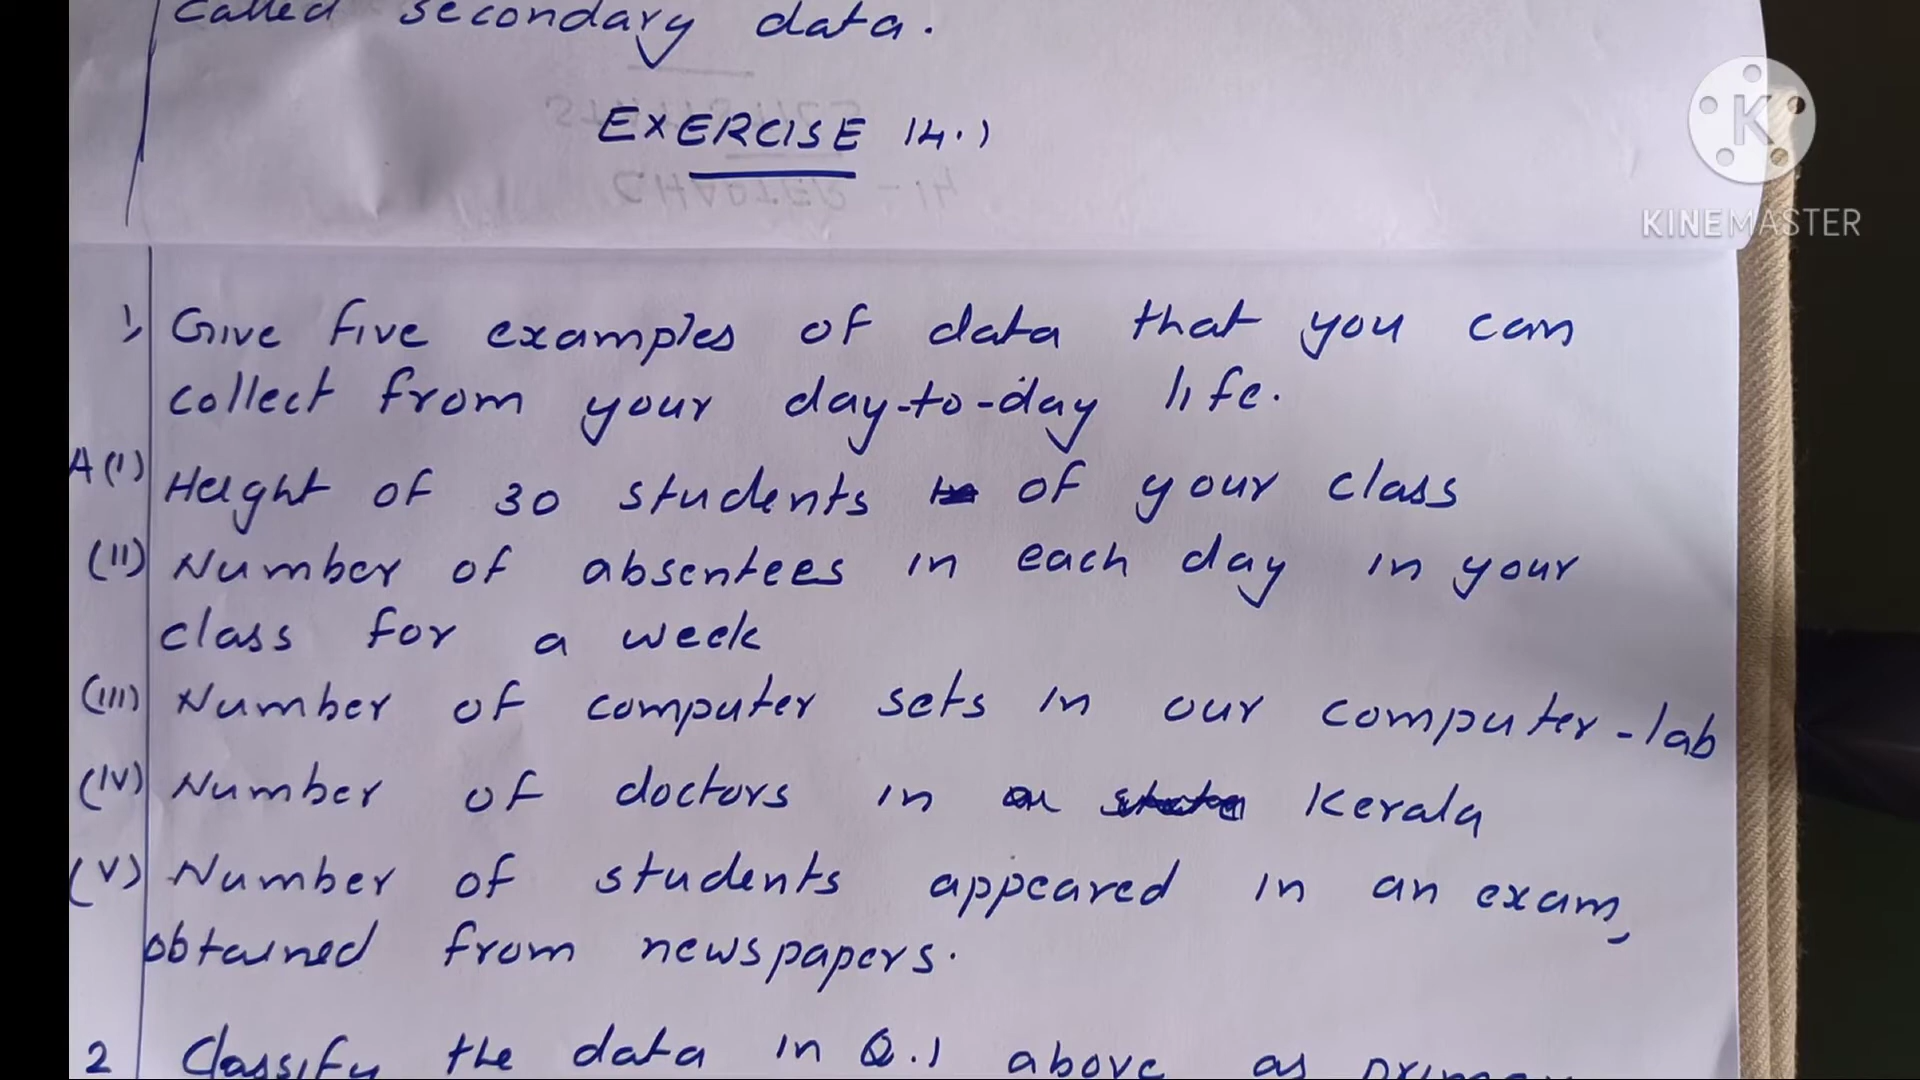 called secondary data.
EXERCISE 14.1
1, Give five examples of data that you can
collect from your day-to-day life.
A (i) Height of 30 students of your class
(ii) Number of absentees in each day in your
class for a week
(iii) Number of computer sets in our computer-lab
(iv) Number of doctors in Kerala
(v) Number of students appeared in an exam,
obtained from newspapers.
2 Classify the data in Q.1 above as
K
KINEMASTER